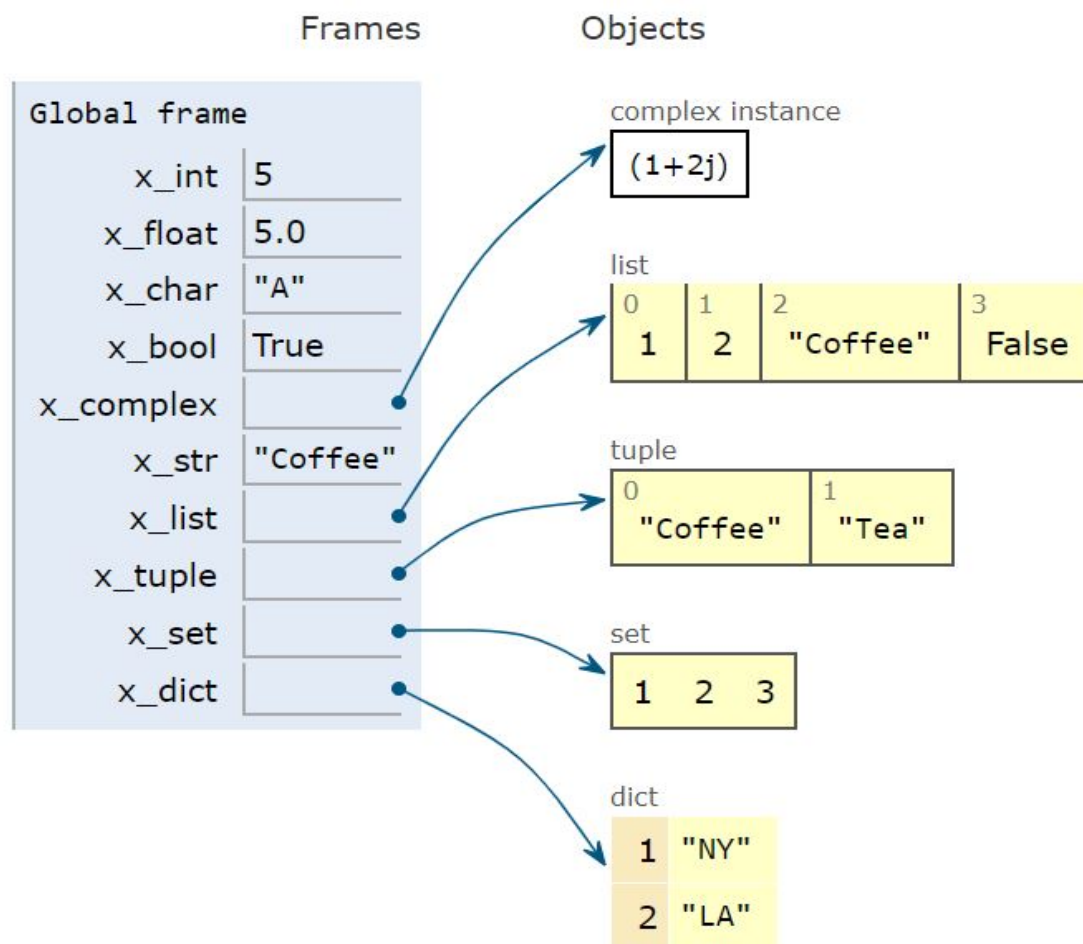 Frames Objects
Global frame
x_int 5
x_float 5.0
x_char "A"
x_bool True
x_complex
x_str "Coffee"
x_list
x_tuple
x_set
x_dict
complex instance
(1+2j)
list
0 1 2 3
1 2 "Coffee" False
tuple
0 1
"Coffee" "Tea"
set
1 2 3
dict
1 "NY"
2 "LA"